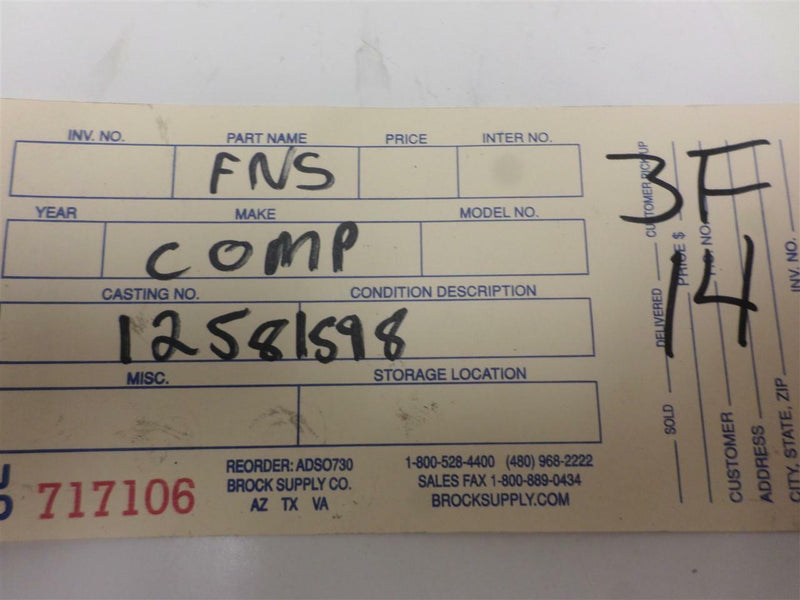 INV. NO. PART NAME PRICE INTER NO.
FNS
YEAR MAKE MODEL NO.
COMP
CASTING NO. CONDITION DESCRIPTION
12581598
MISC. STORAGE LOCATION
717106
REORDER: ADSO730
BROCK SUPPLY CO.
AZ TX VA
1-800-528-4400 (480) 968-2222
SALES FAX 1-800-889-0434
BROCKSUPPLY.COM
3F
14
SOLD DELIVERED CUSTOMER PICK UP
PRICE $
CUSTOMER
ADDRESS
CITY, STATE, ZIP
INV. NO.